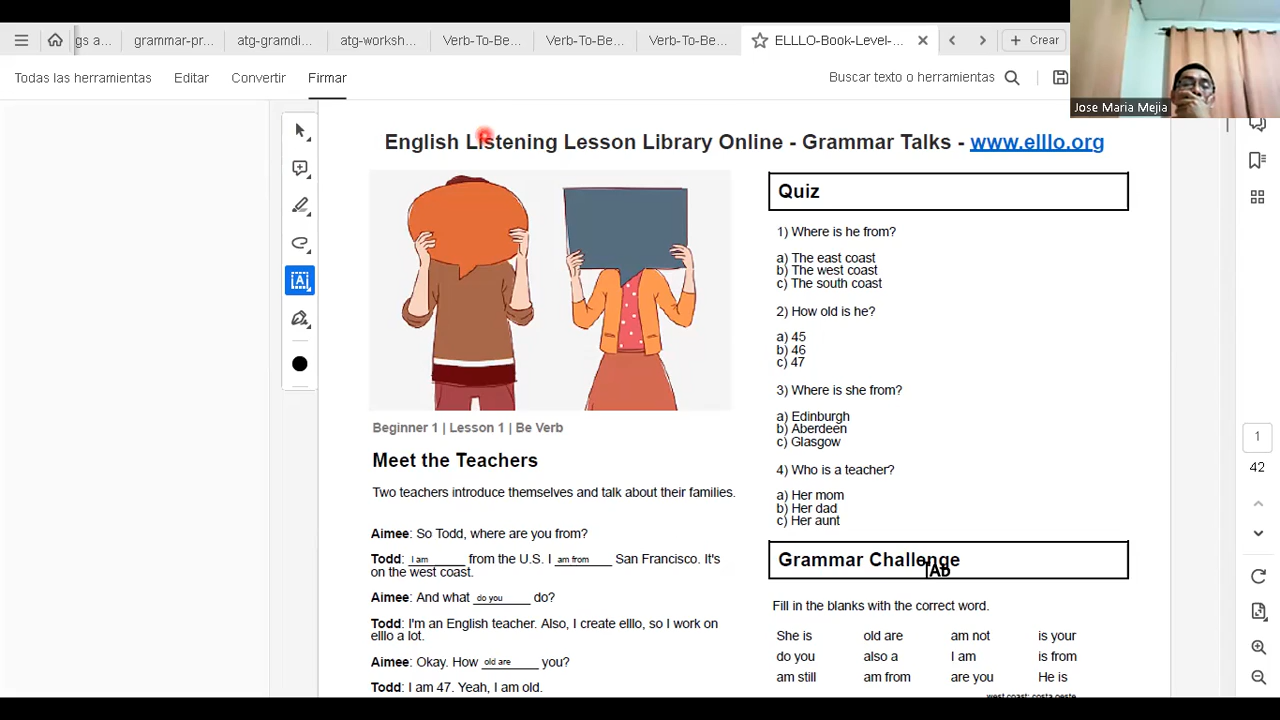 gs a...
grammar-pr...
atg-gramdi...
atg-worksh...
Verb-To-Be...
Verb-To-Be...
Verb-To-Be...
ELLLO-Book-Level-...
Crear
Todas las herramientas
Editar
Convertir
Firmar
Buscar texto o herramientas
Jose Maria Mejia
English Listening Lesson Library Online - Grammar Talks - www.elllo.org
Beginner 1 | Lesson 1 | Be Verb
Meet the Teachers
Two teachers introduce themselves and talk about their families.
Aimee: So Todd, where are you from?
Todd: I am from the U.S. I am from San Francisco. It's
on the west coast.
Aimee: And what do you do?
Todd: I'm an English teacher. Also, I create elllo, so I work on
elllo a lot.
Aimee: Okay. How old are you?
Todd: I am 47. Yeah, I am old.
Quiz
1) Where is he from?
a) The east coast
b) The west coast
c) The south coast
2) How old is he?
a) 45
b) 46
c) 47
3) Where is she from?
a) Edinburgh
b) Aberdeen
c) Glasgow
4) Who is a teacher?
a) Her mom
b) Her dad
c) Her aunt
Grammar Challenge
Fill in the blanks with the correct word.
She is old are am not is your
do you also a I am is from
am still am from are you He is
west coast: costa oeste
1
42